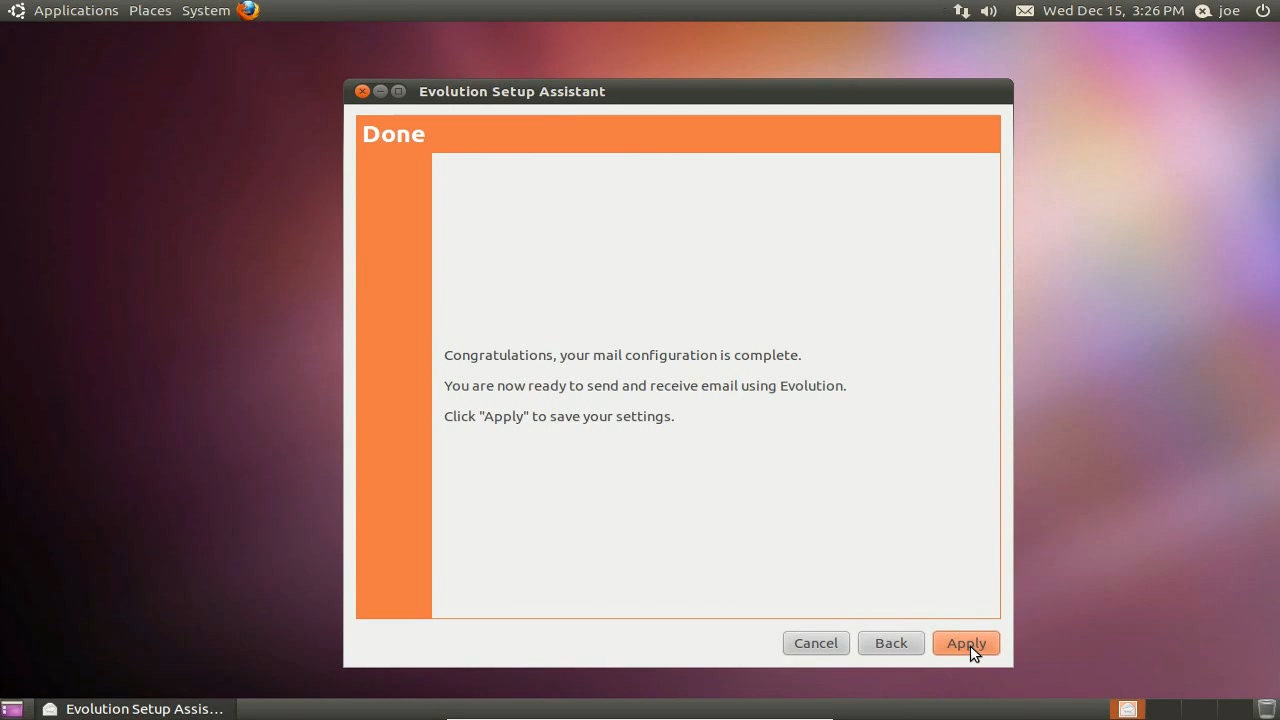 Applications Places System
Wed Dec 15, 3:26 PM joe
Evolution Setup Assistant
Done
Congratulations, your mail configuration is complete.
You are now ready to send and receive email using Evolution.
Click "Apply" to save your settings.
Cancel Back Apply
Evolution Setup Assis...